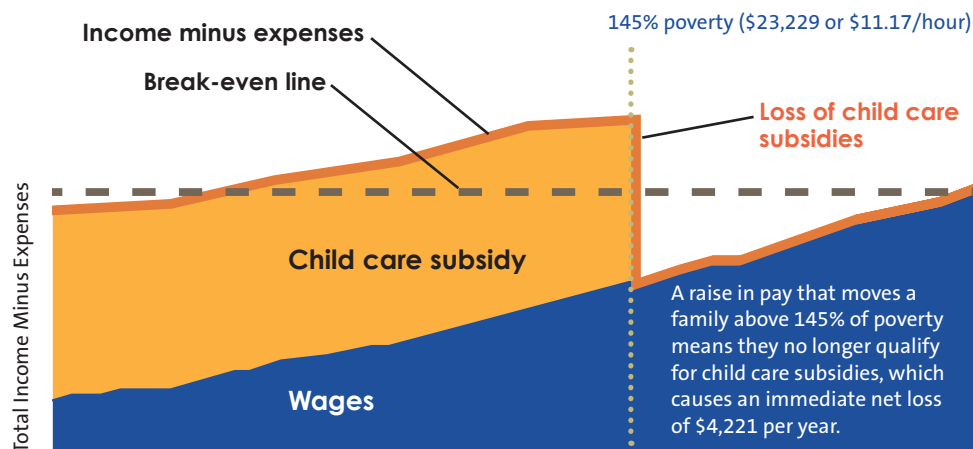 145% poverty ($23,229 or $11.17/hour)
Income minus expenses
Break-even line
Loss of child care
subsidies
Total Income Minus Expenses
Child care subsidy
Wages
A raise in pay that moves a
family above 145% of poverty
means they no longer qualify
for child care subsidies, which
causes an immediate net loss
of $4,221 per year.